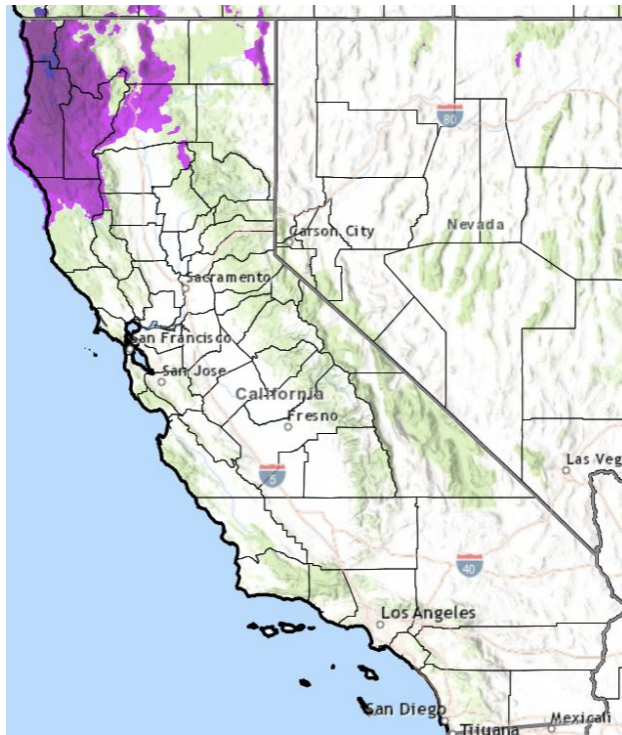 80
Nevada
Carson City
Sacramento
San Francisco
San Jose
California
Fresno
Las Veg
5
40
Los Angeles
San Diego
Mexicali
Tijuana